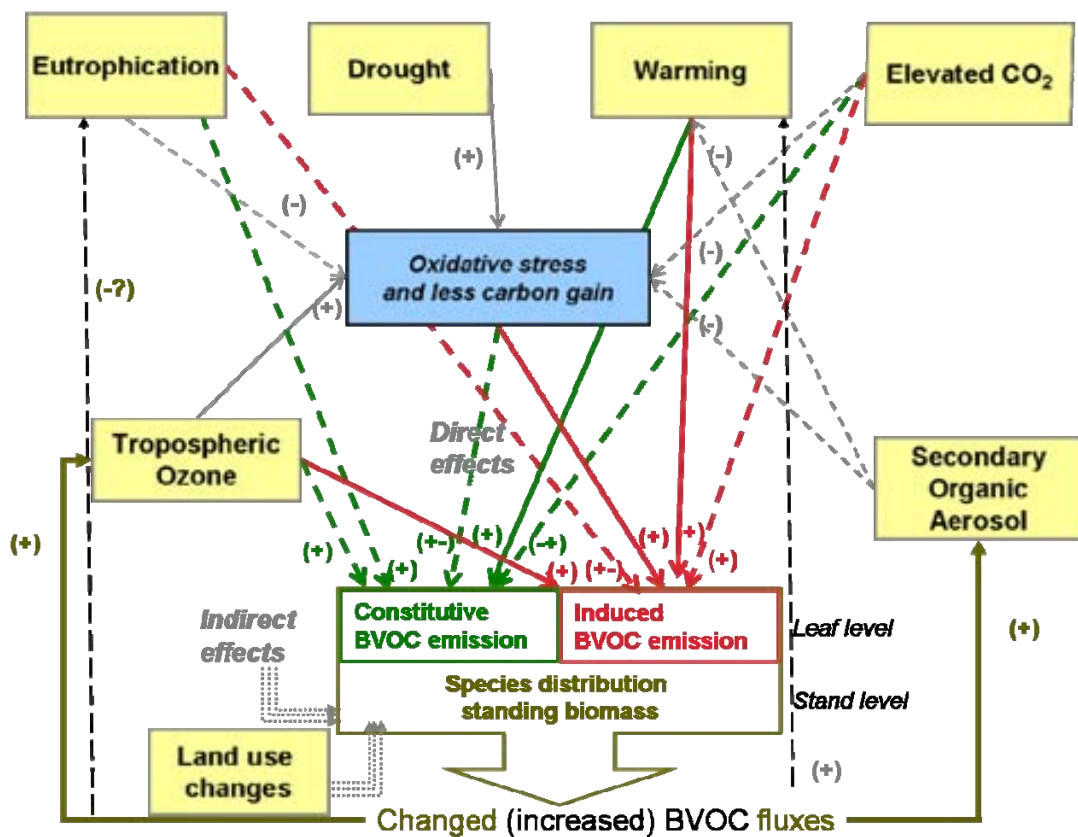 Eutrophication
Drought
Warming
Elevated CO₂
(+)
(-)
(-)
Oxidative stress
and less carbon gain
(-)
(-?)
(+)
(-)
Tropospheric
Ozone
Direct
effects
Secondary
Organic
Aerosol
(+)
(+)
(+)
(+-)
(+)
(-+)
(+)
(+-)
(+)
(+)
(+)
Constitutive
BVOC emission
Induced
BVOC emission
Leaf level
(+)
Indirect
effects
Species distribution
standing biomass
Stand level
Land use
changes
(+)
Changed (increased) BVOC fluxes